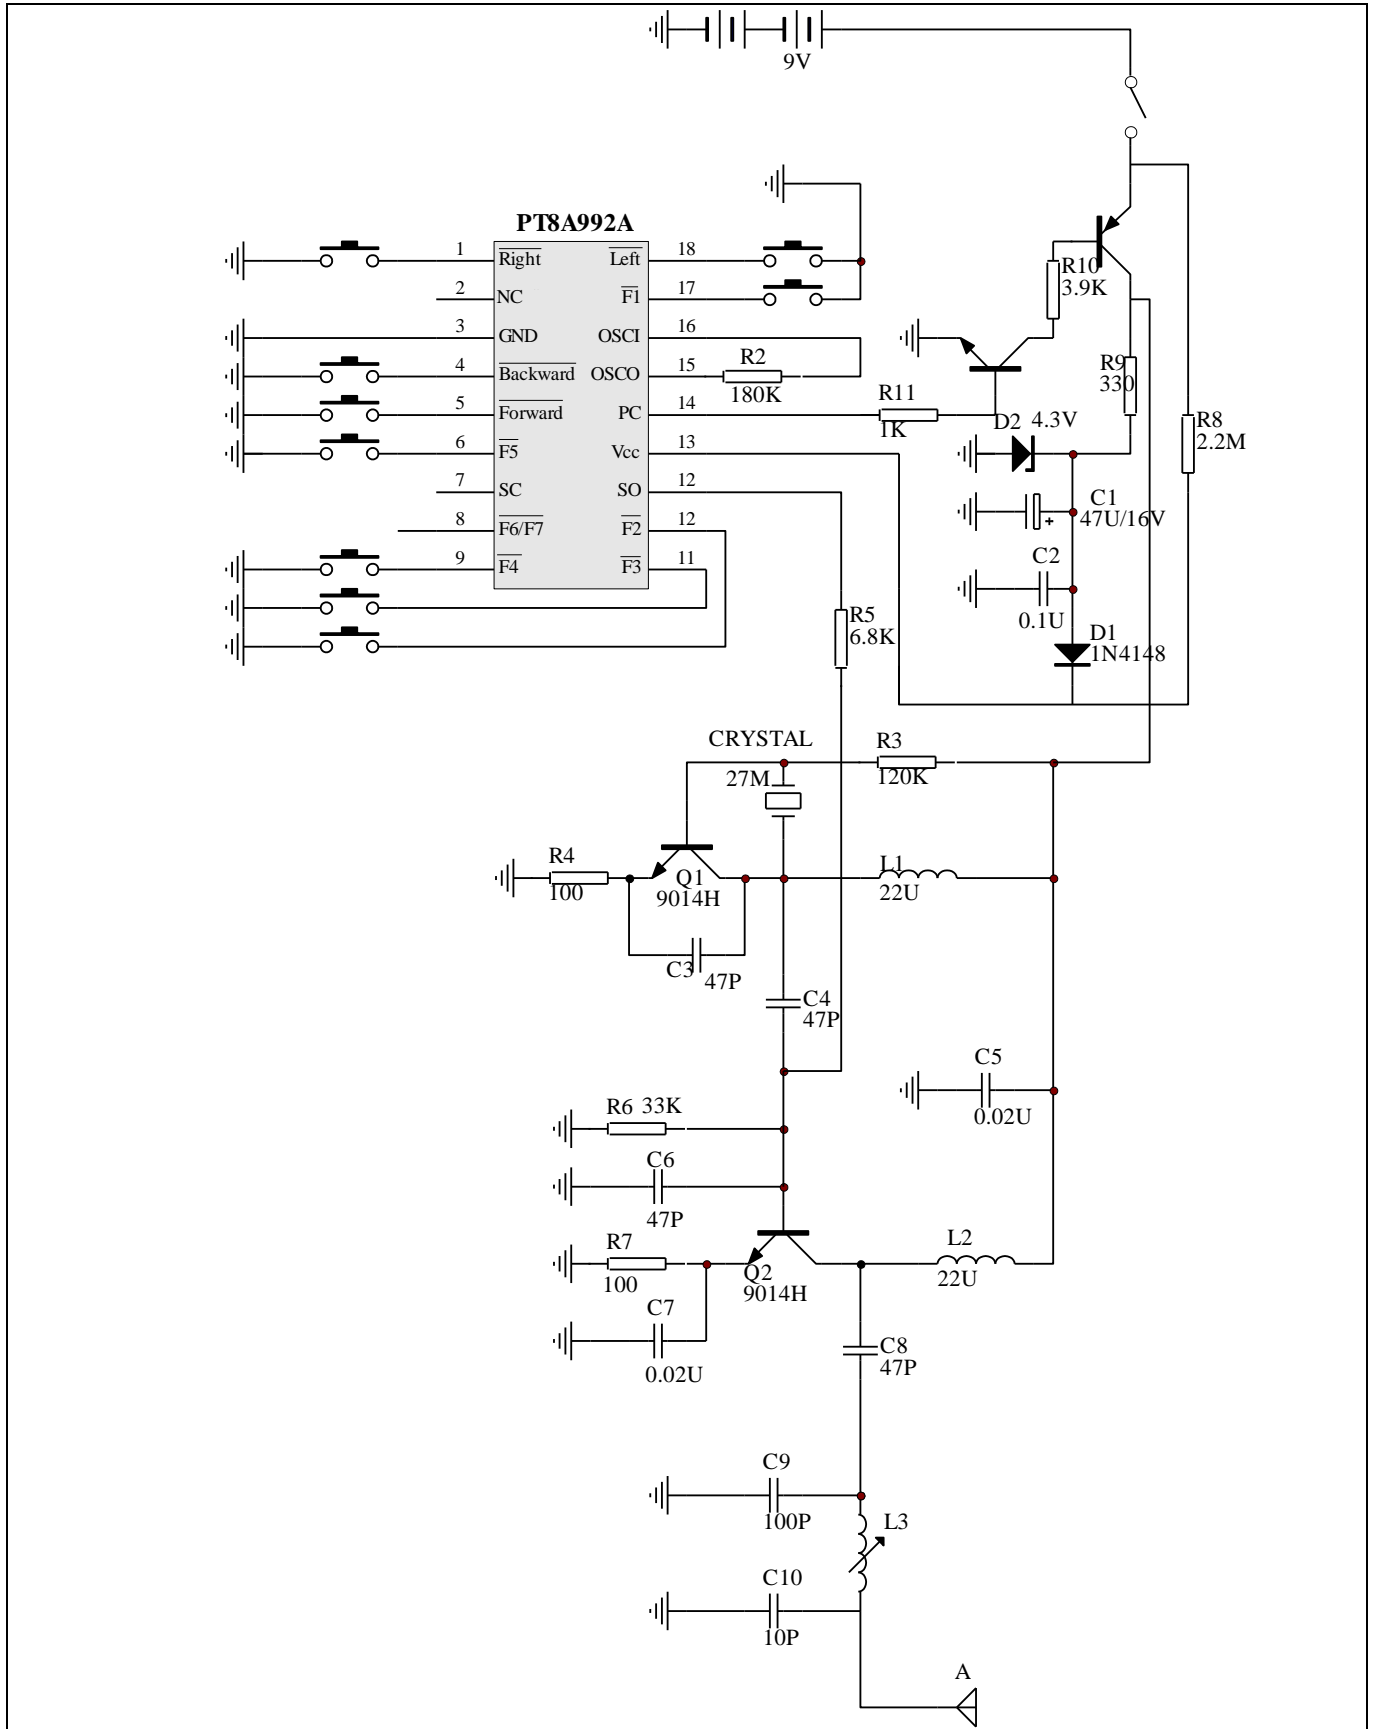 9V
PT8A992A
1 Right Left 18
2 NC F1 17
3 GND OSCI 16
4 Backward OSCO 15
5 Forward PC 14
6 F5 Vcc 13
7 SC SO 12
8 F6/F7 F2 12
9 F4 F3 11
R2
180K
R11
1K
R10
3.9K
R9
330
R8
2.2M
D2 4.3V
C1
47U/16V
+
C2
0.1U
D1
1N4148
R5
6.8K
CRYSTAL
27M
R3
120K
R4
100
Q1
9014H
L1
22U
C3
47P
C4
47P
C5
0.02U
R6 33K
C6
47P
R7
100
Q2
9014H
L2
22U
C7
0.02U
C8
47P
C9
100P
L3
C10
10P
A